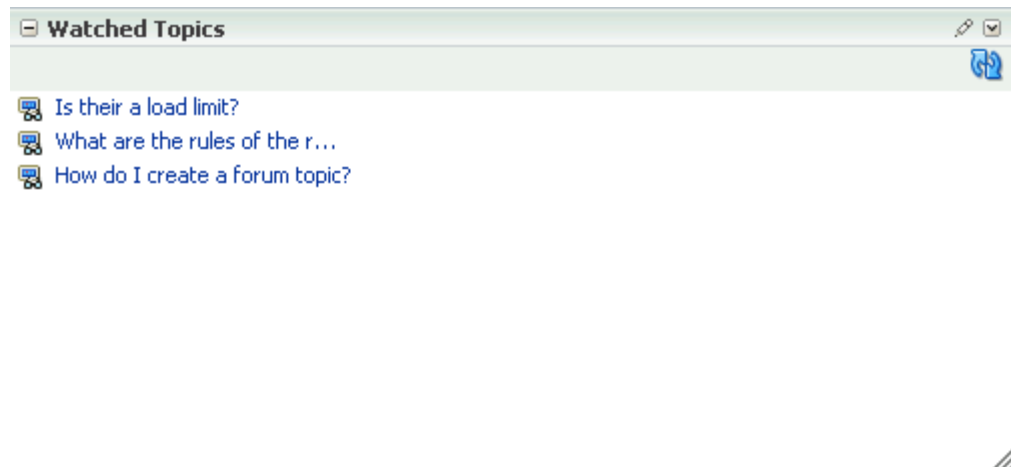 Watched Topics
Is their a load limit?
What are the rules of the r...
How do I create a forum topic?